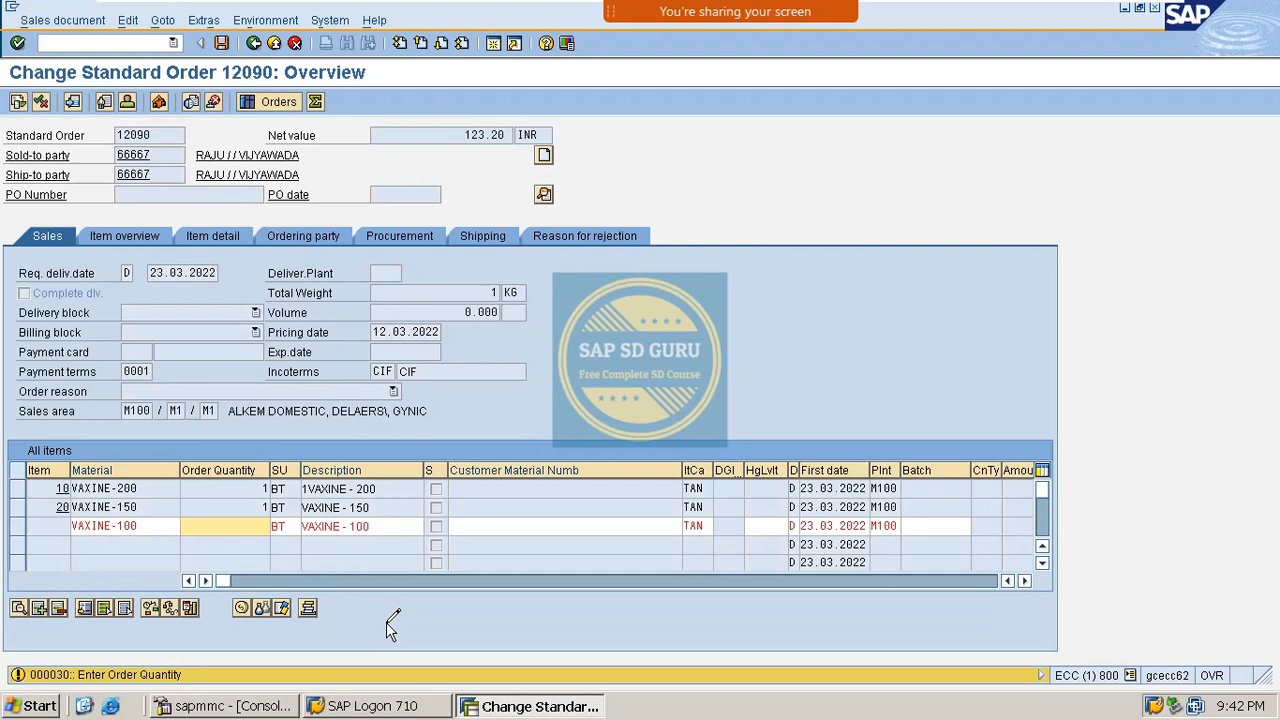 You're sharing your screen
Sales document Edit Goto Extras Environment System Help
SAP
Change Standard Order 12090: Overview
Orders
Standard Order 12090 Net value 123.20 INR
Sold-to party 66667 RAJU / / VIJYAWADA
Ship-to party 66667 RAJU / / VIJYAWADA
PO Number PO date
Sales Item overview Item detail Ordering party Procurement Shipping Reason for rejection
Req. deliv.date D 23.03.2022 Deliver.Plant
Complete dlv. Total Weight 1 KG
Delivery block Volume 0.000
Billing block Pricing date 12.03.2022
Payment card Exp.date
Payment terms 0001 Incoterms CIF CIF
Order reason
Sales area M100 / M1 / M1 ALKEM DOMESTIC, DELAERS\, GYNIC
SAP SD GURU
Free Complete SD Course
All items
Item Material Order Quantity SU Description S Customer Material Numb ItCa DGI HgLvIt D First date Plnt Batch CnTy Amou
10 VAXINE-200 1 BT 1VAXINE - 200 TAN D 23.03.2022 M100
20 VAXINE-150 1 BT VAXINE - 150 TAN D 23.03.2022 M100
VAXINE-100 BT VAXINE - 100 TAN D 23.03.2022 M100
D 23.03.2022
D 23.03.2022
000030:: Enter Order Quantity ECC (1) 800 gcecc62 OVR
Start sapmmc - [Consol... SAP Logon 710 Change Standar... 9:42 PM